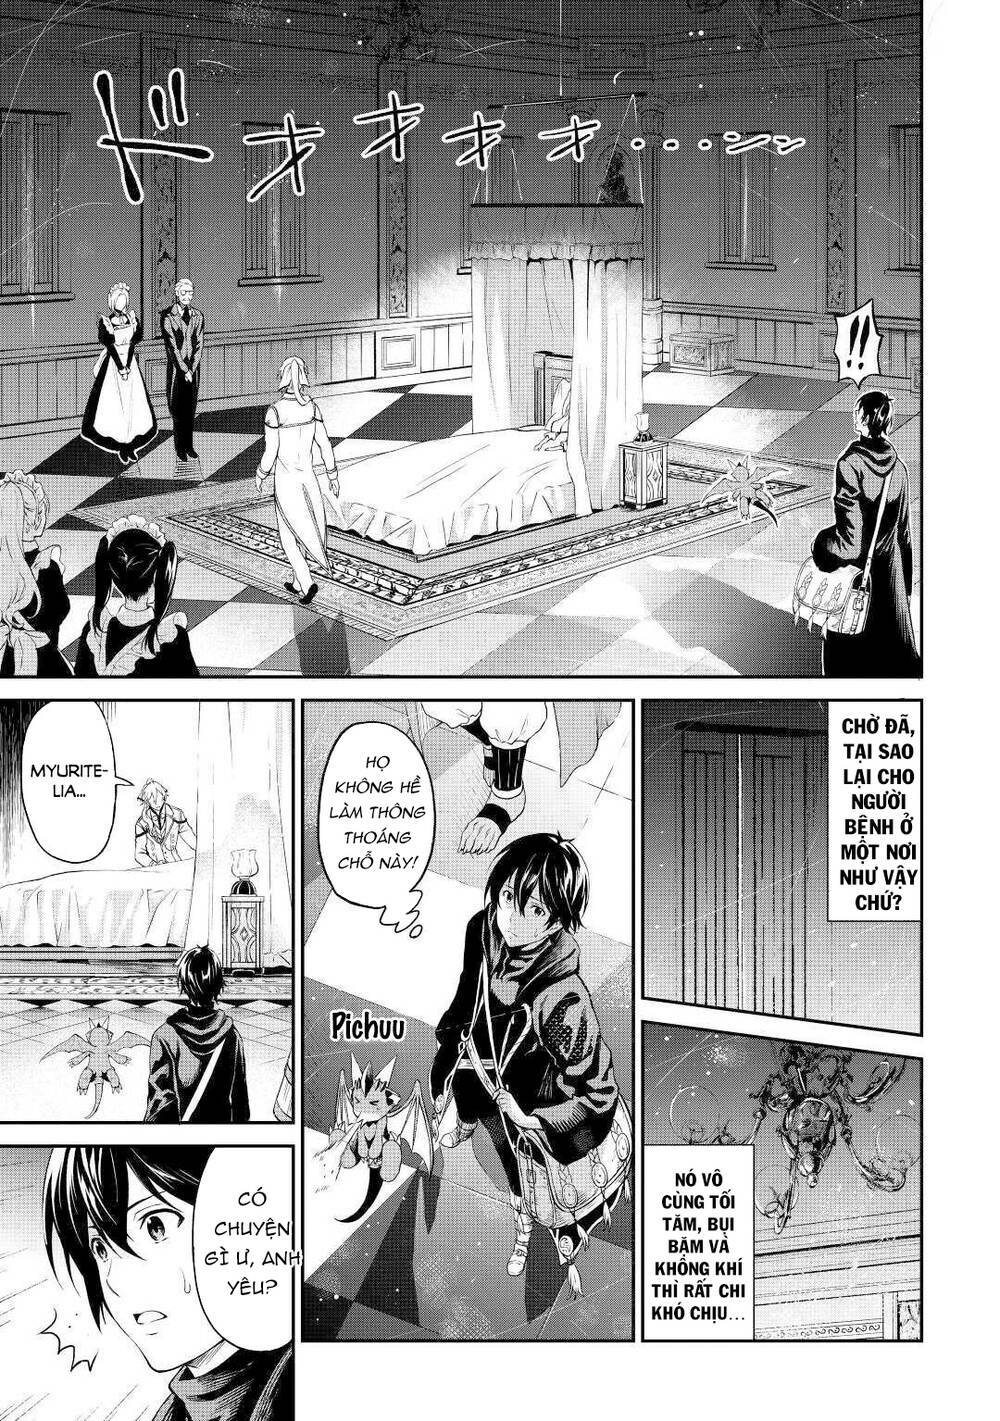 ドオオオオ...ーン
!!
CHỜ ĐÃ,
TẠI SAO
LẠI CHO
NGƯỜI
BỆNH Ở
MỘT NƠI
NHƯ VẬY
CHỨ?
NÓ VÔ
CÙNG TỐI
TĂM, BỤI
BẶM VÀ
KHÔNG KHÍ
THÌ RẤT CHI
KHÓ CHỊU...
HỌ
KHÔNG HỀ
LÀM THÔNG
THOÁNG
CHỖ NÀY!
PICHUU
MYURITE-
LIA...
CÓ
CHUYỆN
GÌ Ư, ANH
YÊU?